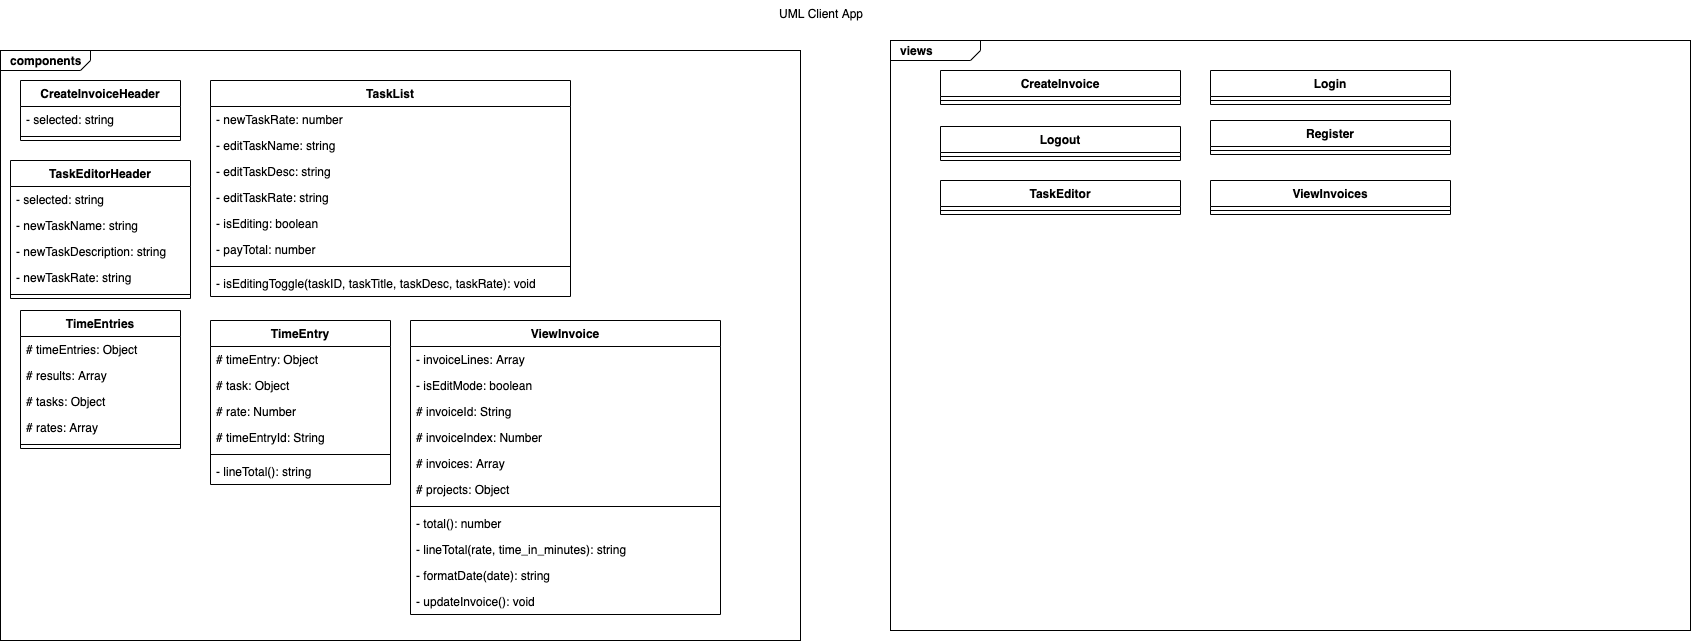 UML Client App
components
CreateInvoiceHeader
- selected: string
TaskEditorHeader
- selected: string
- newTaskName: string
- newTaskDescription: string
- newTaskRate: string
TaskList
- newTaskRate: number
- editTaskName: string
- editTaskDesc: string
- editTaskRate: string
- isEditing: boolean
- payTotal: number
- isEditingToggle(taskID, taskTitle, taskDesc, taskRate): void
TimeEntries
# timeEntries: Object
# results: Array
# tasks: Object
# rates: Array
TimeEntry
# timeEntry: Object
# task: Object
# rate: Number
# timeEntryId: String
- lineTotal(): string
ViewInvoice
- invoiceLines: Array
- isEditMode: boolean
# invoiceId: String
# invoiceIndex: Number
# invoices: Array
# projects: Object
- total(): number
- lineTotal(rate, time_in_minutes): string
- formatDate(date): string
- updateInvoice(): void
views
CreateInvoice
Login
Logout
Register
TaskEditor
ViewInvoices